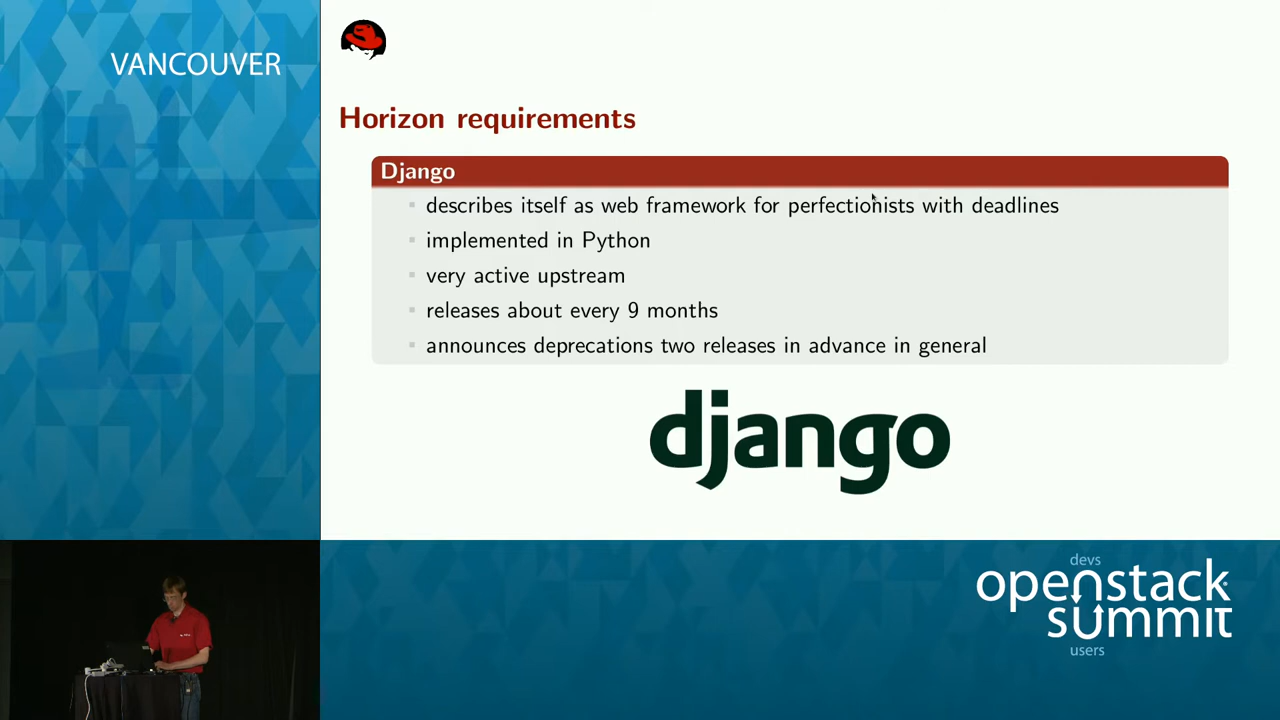 VANCOUVER
Horizon requirements
Django
describes itself as web framework for perfectionists with deadlines
implemented in Python
very active upstream
releases about every 9 months
announces deprecations two releases in advance in general
django
devs
openstack
summit
users